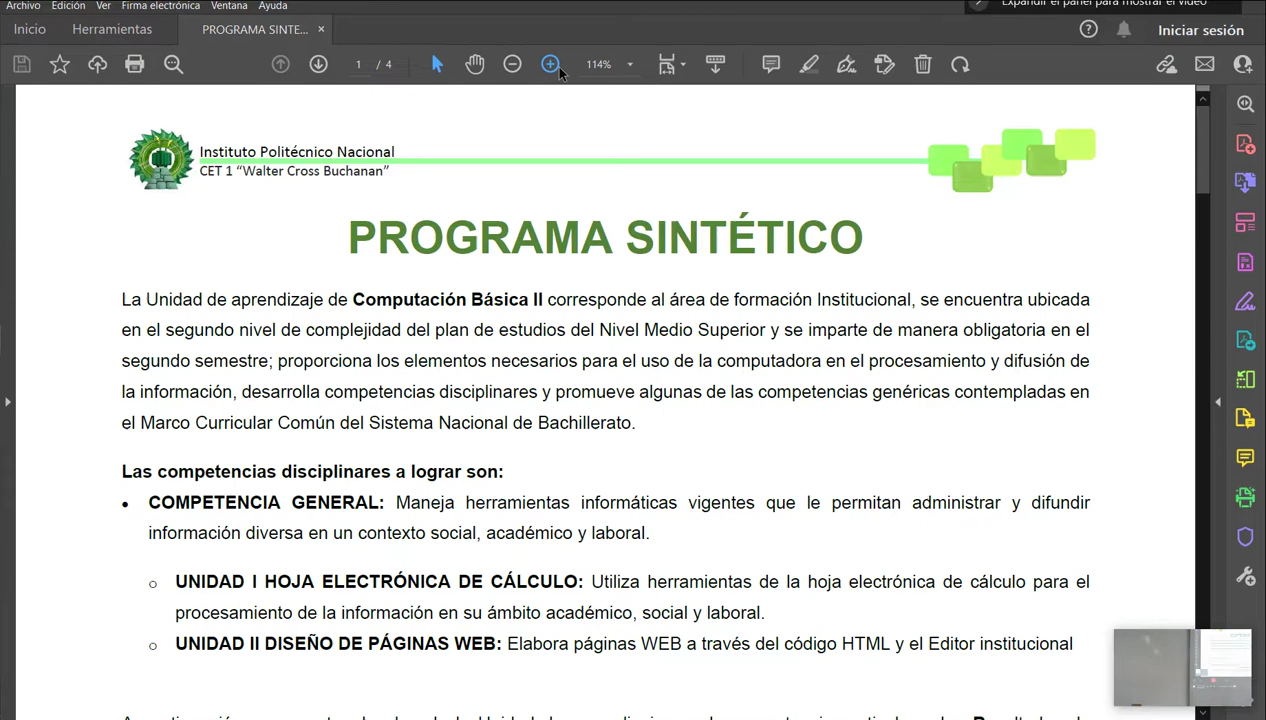 Archivo Edición Ver Firma electrónica Ventana Ayuda
Expandir el panel para mostrar el video
Inicio Herramientas PROGRAMA SINTE... × Iniciar sesión
1 / 4 114%
Instituto Politécnico Nacional
CET 1 “Walter Cross Buchanan”
PROGRAMA SINTÉTICO
La Unidad de aprendizaje de Computación Básica II corresponde al área de formación Institucional, se encuentra ubicada
en el segundo nivel de complejidad del plan de estudios del Nivel Medio Superior y se imparte de manera obligatoria en el
segundo semestre; proporciona los elementos necesarios para el uso de la computadora en el procesamiento y difusión de
la información, desarrolla competencias disciplinares y promueve algunas de las competencias genéricas contempladas en
el Marco Curricular Común del Sistema Nacional de Bachillerato.
Las competencias disciplinares a lograr son:
• COMPETENCIA GENERAL: Maneja herramientas informáticas vigentes que le permitan administrar y difundir
información diversa en un contexto social, académico y laboral.
o UNIDAD I HOJA ELECTRÓNICA DE CÁLCULO: Utiliza herramientas de la hoja electrónica de cálculo para el
procesamiento de la información en su ámbito académico, social y laboral.
o UNIDAD II DISEÑO DE PÁGINAS WEB: Elabora páginas WEB a través del código HTML y el Editor institucional